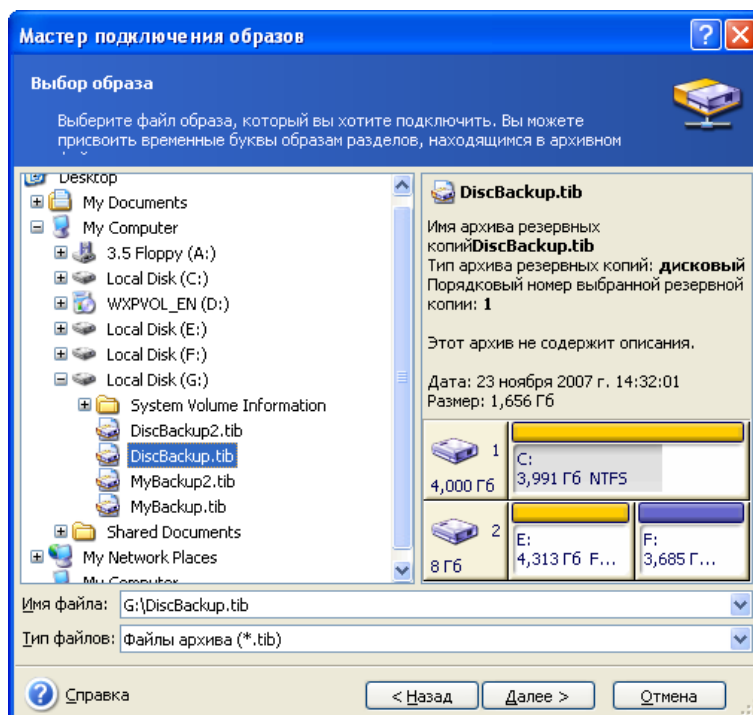 Мастер подключения образов
Выбор образа
Выберите файл образа, который вы хотите подключить. Вы можете
присвоить временные буквы образам разделов, находящимся в архивном
Desktop
My Documents
My Computer
3.5 Floppy (A:)
Local Disk (C:)
WXPVOL_EN (D:)
Local Disk (E:)
Local Disk (F:)
Local Disk (G:)
System Volume Information
DiscBackup2.tib
DiscBackup.tib
MyBackup2.tib
MyBackup.tib
Shared Documents
My Network Places
My Computer
DiscBackup.tib
Имя архива резервных
копийDiscBackup.tib
Тип архива резервных копий: дисковый
Порядковый номер выбранной резервной
копии: 1
Этот архив не содержит описания.
Дата: 23 ноября 2007 г. 14:32:01
Размер: 1,656 Гб
1
4,000 Гб
C:
3,991 Гб NTFS
2
8 Гб
E:
4,313 Гб F...
F:
3,685 Г...
Имя файла: G:\DiscBackup.tib
Тип файлов: Файлы архива (*.tib)
Справка
< Назад
Далее >
Отмена